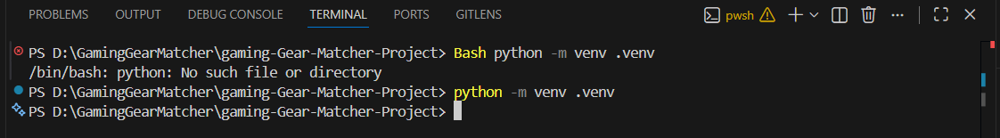 PROBLEMS OUTPUT DEBUG CONSOLE TERMINAL PORTS GITLENS pwsh
PS D:\GamingGearMatcher\gaming-Gear-Matcher-Project> Bash python -m venv .venv
/bin/bash: python: No such file or directory
PS D:\GamingGearMatcher\gaming-Gear-Matcher-Project> python -m venv .venv
PS D:\GamingGearMatcher\gaming-Gear-Matcher-Project>